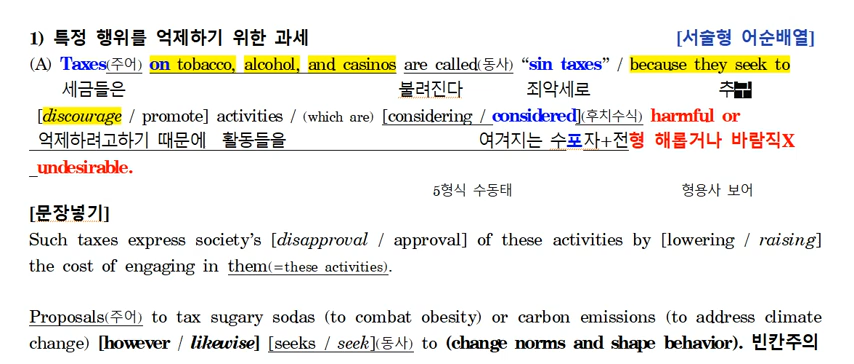 1) 특정 행위를 억제하기 위한 과세 [서술형 어순배열]
(A) Taxes(주어) on tobacco, alcohol, and casinos are called(동사) “sin taxes” / because they seek to
세금들은 불려진다 죄악세로
[discourage / promote] activities / (which are) [considering / considered](후치수식) harmful or
억제하려고하기 때문에 활동들을 여겨지는 수포자+전형 해롭거나 바람직X
_undesirable.
5형식 수동태 형용사 보어
[문장넣기]
Such taxes express society’s [disapproval / approval] of these activities by [lowering / raising]
the cost of engaging in them(=these activities).
Proposals(주어) to tax sugary sodas (to combat obesity) or carbon emissions (to address climate
change) [however / likewise] [seeks / seek](동사) to (change norms and shape behavior). 빈칸주의